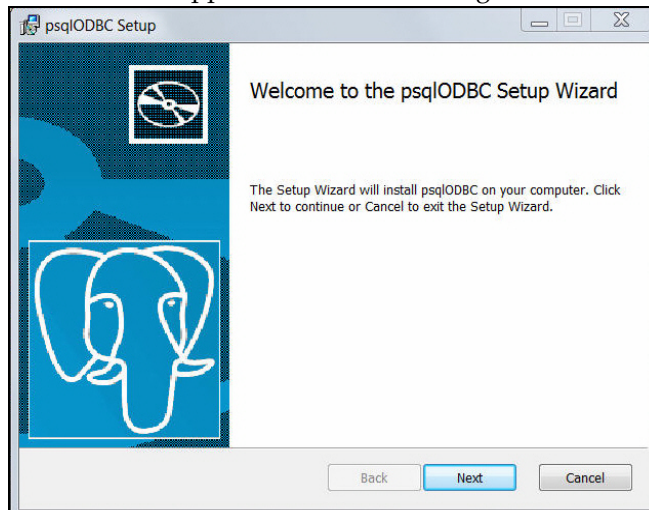 psqlODBC Setup
Welcome to the psqlODBC Setup Wizard
The Setup Wizard will install psqlODBC on your computer. Click
Next to continue or Cancel to exit the Setup Wizard.
Back Next Cancel